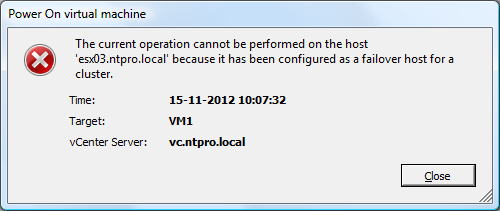 Power On virtual machine
The current operation cannot be performed on the host
'esx03.ntpro.local' because it has been configured as a failover host for a
cluster.
Time: 15-11-2012 10:07:32
Target: VM1
vCenter Server: vc.ntpro.local
Close